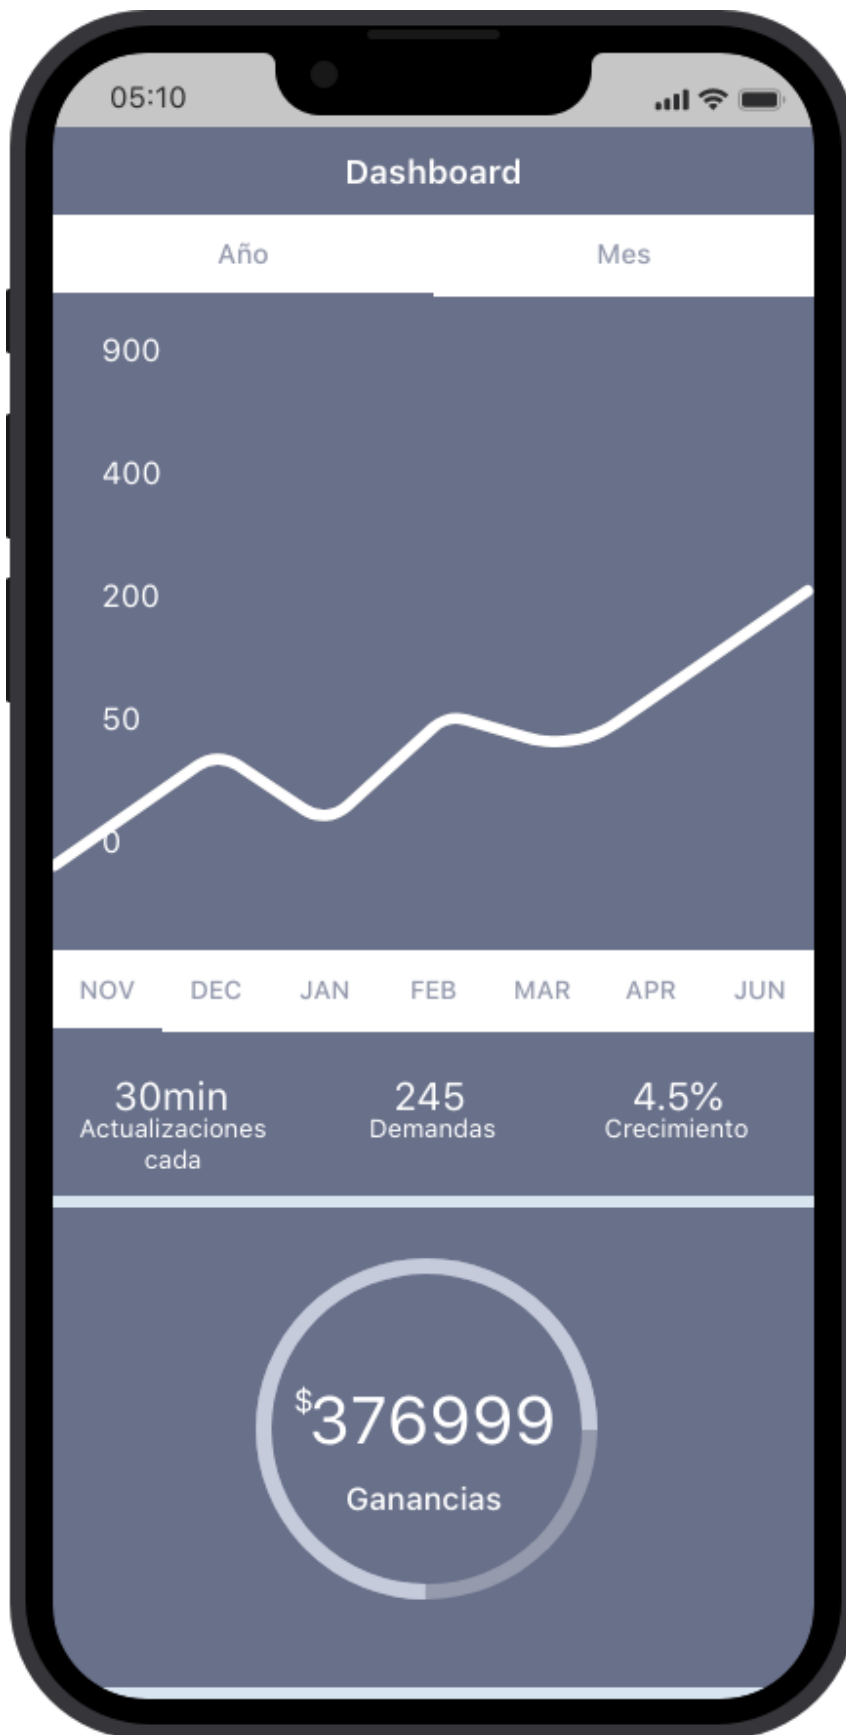 05:10
Dashboard
Año Mes
900
400
200
50
0
NOV DEC JAN FEB MAR APR JUN
30min 245 4.5%
Actualizaciones Demandas Crecimiento
cada
$376999
Ganancias